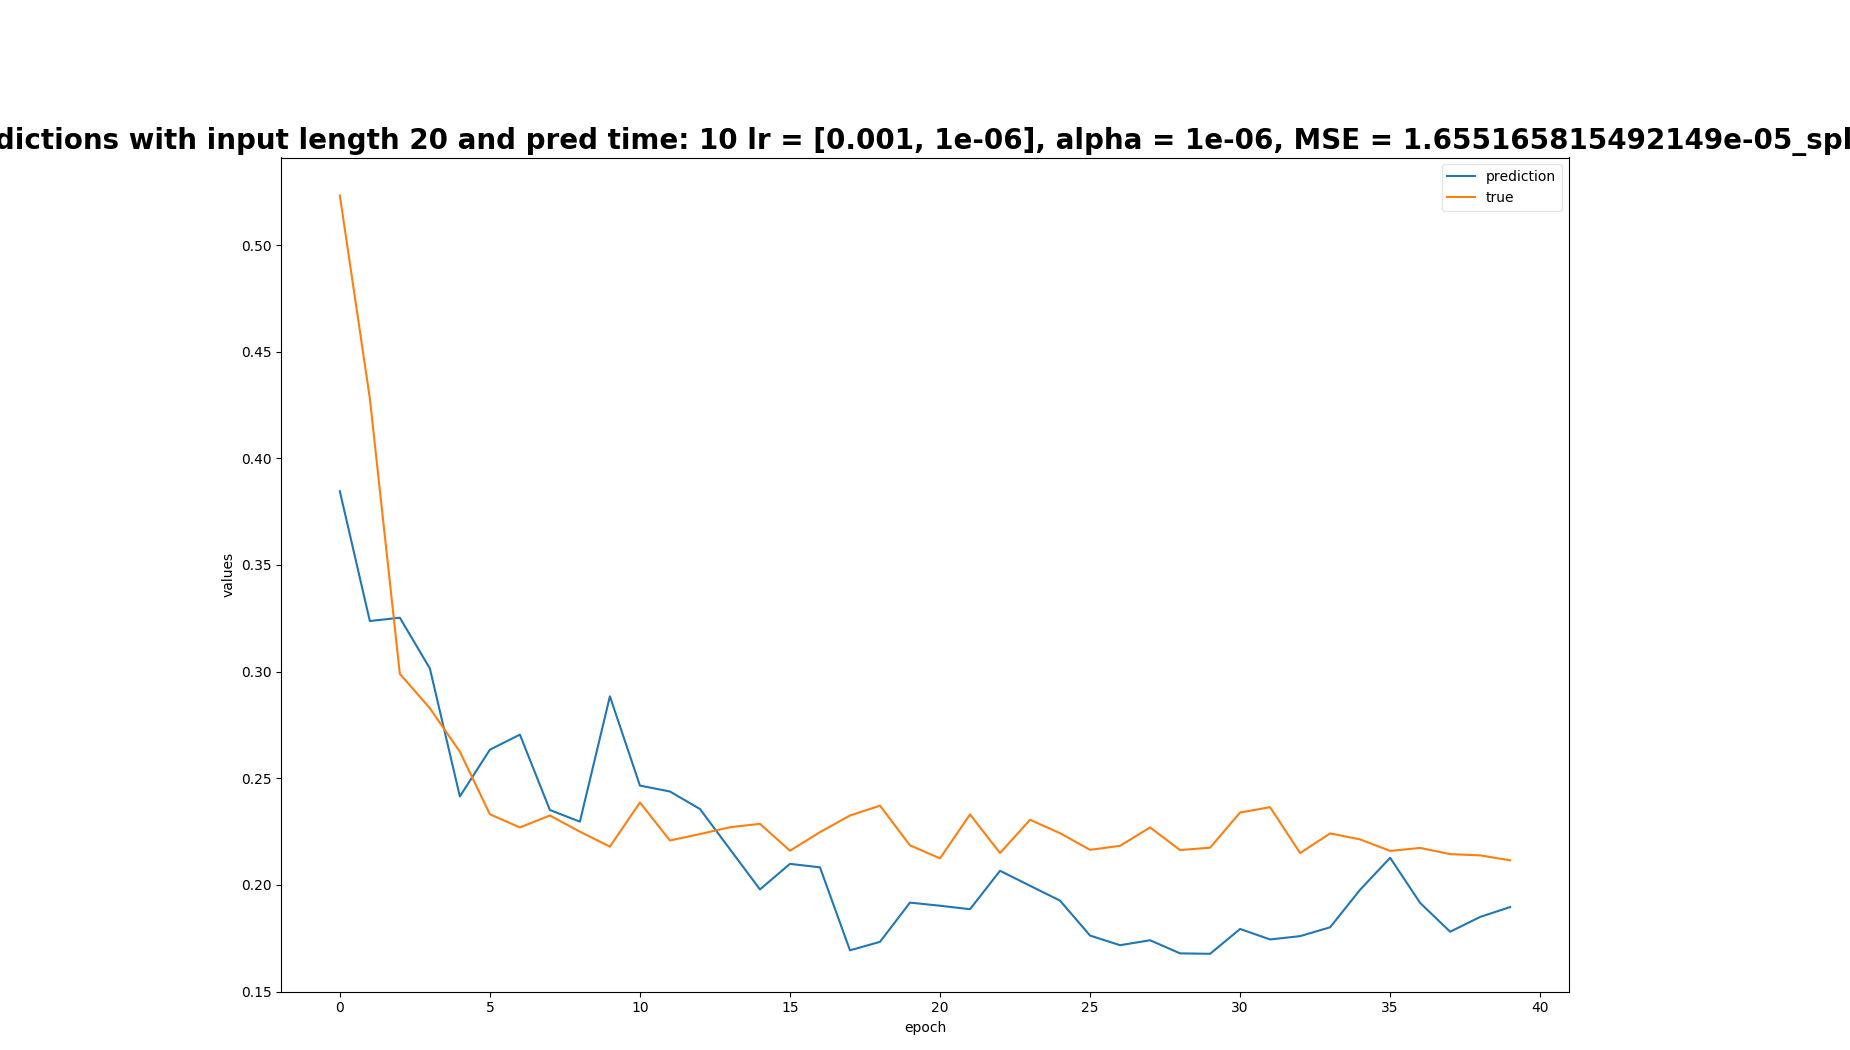 dictions with input length 20 and pred time: 10 lr = [0.001, 1e-06], alpha = 1e-06, MSE = 1.655165815492149e-05_spl
prediction
true
0.50
0.45
0.40
0.35
0.30
0.25
0.20
0.15
values
0 5 10 15 20 25 30 35 40
epoch